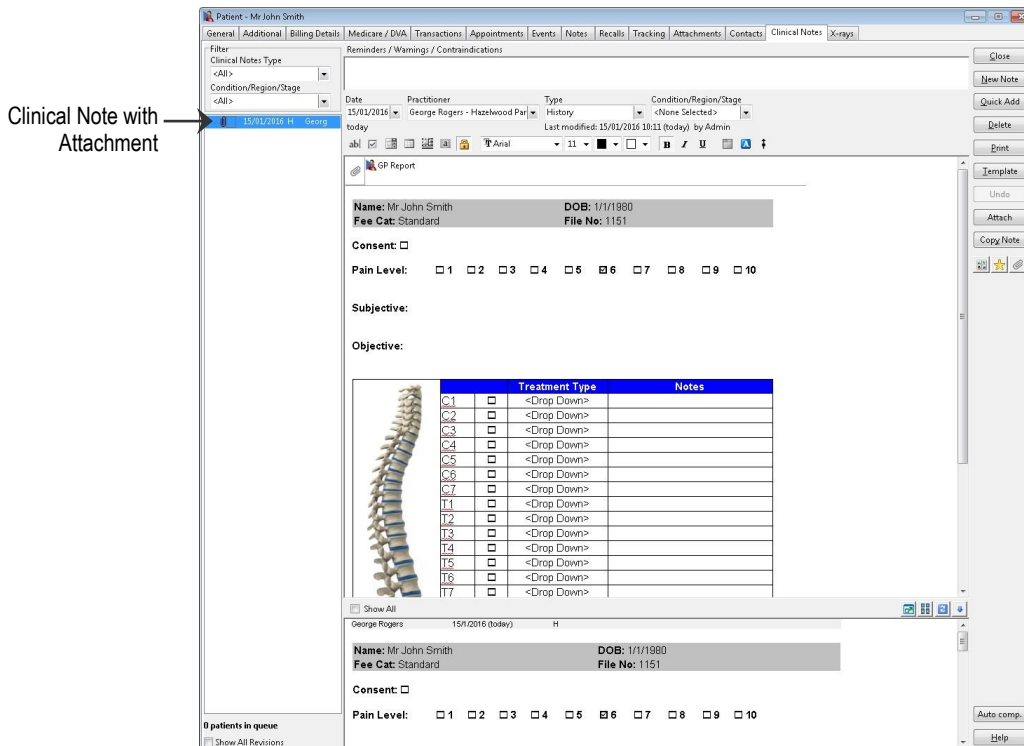 Patient - Mr John Smith
General Additional Billing Details Medicare / DVA Transactions Appointments Events Notes Recalls Tracking Attachments Contacts Clinical Notes X-rays
Filter
Clinical Notes Type
<All>
Condition/Region/Stage
<All>
15/01/2016 H Georg
Clinical Note with
Attachment
Reminders / Warnings / Contraindications
Date Practitioner Type Condition/Region/Stage
15/01/2016 George Rogers - Hazelwood Par History <None Selected>
today Last modified: 15/01/2016 10:11 (today) by Admin
ab| Arial 11 B I U A
GP Report
Name: Mr John Smith DOB: 1/1/1980
Fee Cat: Standard File No: 1151
Consent:
Pain Level: 1 2 3 4 5 6 7 8 9 10
Subjective:
Objective:
Treatment Type Notes
C1 <Drop Down>
C2 <Drop Down>
C3 <Drop Down>
C4 <Drop Down>
C5 <Drop Down>
C6 <Drop Down>
C7 <Drop Down>
T1 <Drop Down>
T2 <Drop Down>
T3 <Drop Down>
T4 <Drop Down>
T5 <Drop Down>
T6 <Drop Down>
T7 <Drop Down>
Show All
George Rogers 15/1/2016 (today) H
Name: Mr John Smith DOB: 1/1/1980
Fee Cat: Standard File No: 1151
Consent:
Pain Level: 1 2 3 4 5 6 7 8 9 10
0 patients in queue
Show All Revisions
Close
New Note
Quick Add
Delete
Print
Template
Undo
Attach
Copy Note
Auto comp.
Help